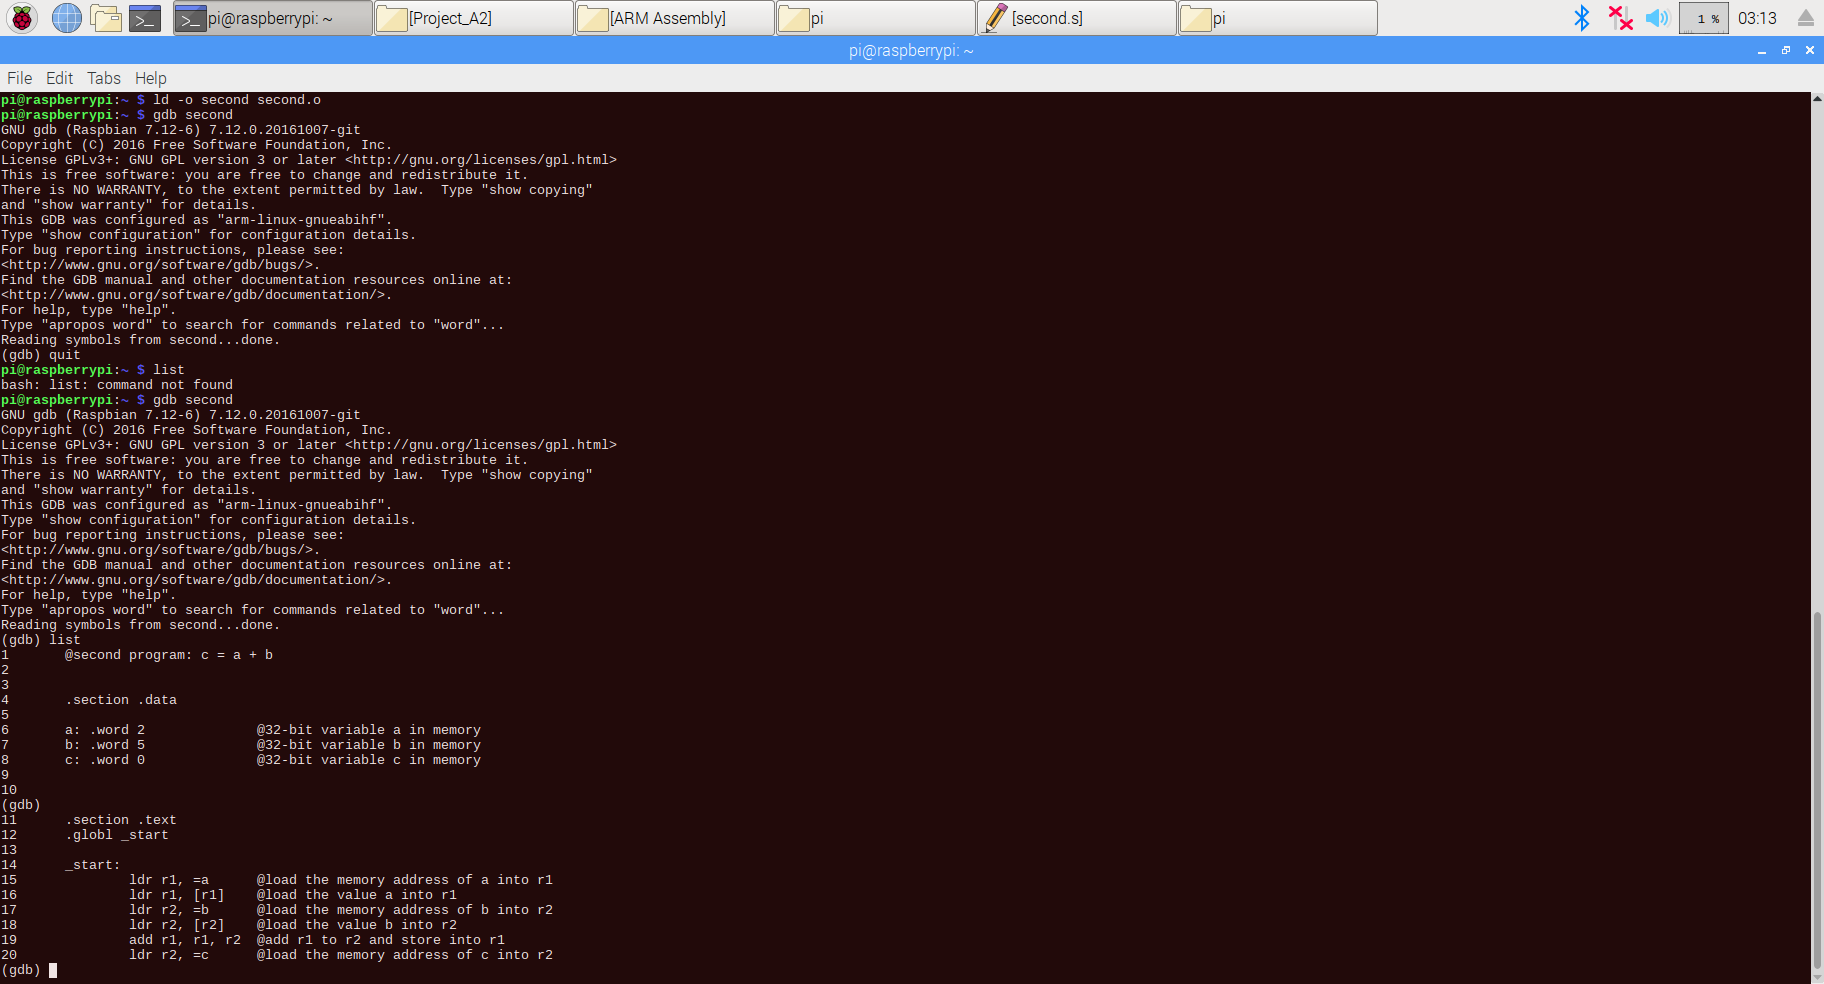 pi@raspberrypi: ~ [Project_A2] [ARM Assembly] pi [second.s] pi 1 % 03:13
pi@raspberrypi: ~
File Edit Tabs Help
pi@raspberrypi:~ $ ld -o second second.o
pi@raspberrypi:~ $ gdb second
GNU gdb (Raspbian 7.12-6) 7.12.0.20161007-git
Copyright (C) 2016 Free Software Foundation, Inc.
License GPLv3+: GNU GPL version 3 or later <http://gnu.org/licenses/gpl.html>
This is free software: you are free to change and redistribute it.
There is NO WARRANTY, to the extent permitted by law.  Type "show copying"
and "show warranty" for details.
This GDB was configured as "arm-linux-gnueabihf".
Type "show configuration" for configuration details.
For bug reporting instructions, please see:
<http://www.gnu.org/software/gdb/bugs/>.
Find the GDB manual and other documentation resources online at:
<http://www.gnu.org/software/gdb/documentation/>.
For help, type "help".
Type "apropos word" to search for commands related to "word"...
Reading symbols from second...done.
(gdb) quit
pi@raspberrypi:~ $ list
bash: list: command not found
pi@raspberrypi:~ $ gdb second
GNU gdb (Raspbian 7.12-6) 7.12.0.20161007-git
Copyright (C) 2016 Free Software Foundation, Inc.
License GPLv3+: GNU GPL version 3 or later <http://gnu.org/licenses/gpl.html>
This is free software: you are free to change and redistribute it.
There is NO WARRANTY, to the extent permitted by law.  Type "show copying"
and "show warranty" for details.
This GDB was configured as "arm-linux-gnueabihf".
Type "show configuration" for configuration details.
For bug reporting instructions, please see:
<http://www.gnu.org/software/gdb/bugs/>.
Find the GDB manual and other documentation resources online at:
<http://www.gnu.org/software/gdb/documentation/>.
For help, type "help".
Type "apropos word" to search for commands related to "word"...
Reading symbols from second...done.
(gdb) list
1       @second program: c = a + b
2
3
4       .section .data
5
6       a: .word 2              @32-bit variable a in memory
7       b: .word 5              @32-bit variable b in memory
8       c: .word 0              @32-bit variable c in memory
9
10
(gdb)
11      .section .text
12      .globl _start
13
14      _start:
15              ldr r1, =a      @load the memory address of a into r1
16              ldr r1, [r1]    @load the value a into r1
17              ldr r2, =b      @load the memory address of b into r2
18              ldr r2, [r2]    @load the value b into r2
19              add r1, r1, r2  @add r1 to r2 and store into r1
20              ldr r2, =c      @load the memory address of c into r2
(gdb)